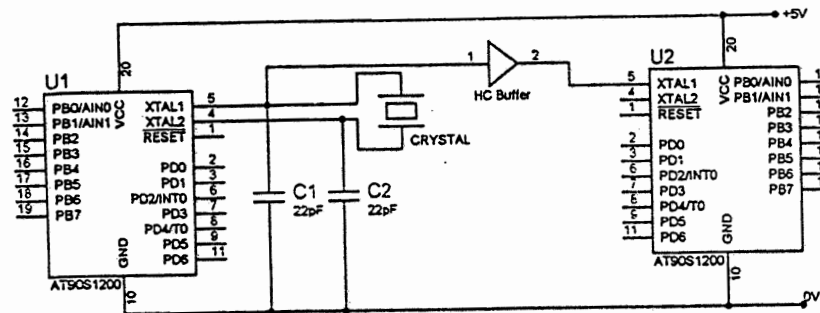 +5V
U1
20
VCC
12 PB0/AIN0
13 PB1/AIN1
14 PB2
15 PB3
16 PB4
17 PB5
18 PB6
19 PB7
XTAL1 5
XTAL2 4
RESET 1
PD0 2
PD1 3
PD2/INT0 6
PD3 7
PD4/T0 8
PD5 9
PD6 11
GND
10
AT90S1200
CRYSTAL
C1
22pF
C2
22pF
1 2
HC Buffer
U2
20
VCC
5 XTAL1
4 XTAL2
1 RESET
2 PD0
3 PD1
6 PD2/INT0
7 PD3
8 PD4/T0
9 PD5
11 PD6
PB0/AIN0
PB1/AIN1
PB2
PB3
PB4
PB5
PB6
PB7
GND
10
AT90S1200
0V